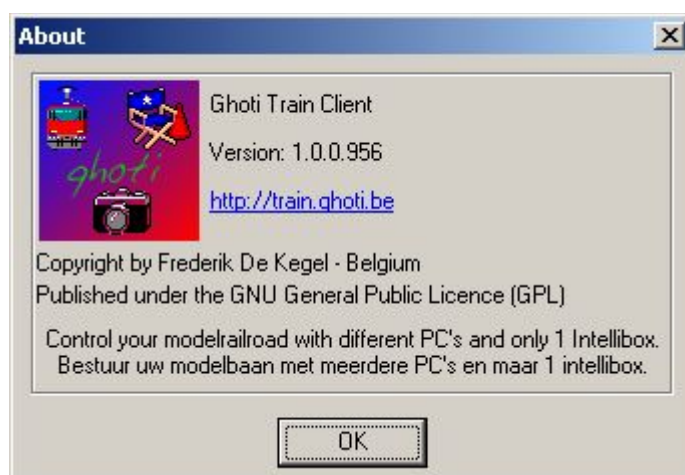 About
Ghoti Train Client
Version: 1.0.0.956
http://train.ghoti.be
ghoti
Copyright by Frederik De Kegel - Belgium
Published under the GNU General Public Licence (GPL)
Control your modelrailroad with different PC's and only 1 Intellibox.
Bestuur uw modelbaan met meerdere PC's en maar 1 intellibox.
OK